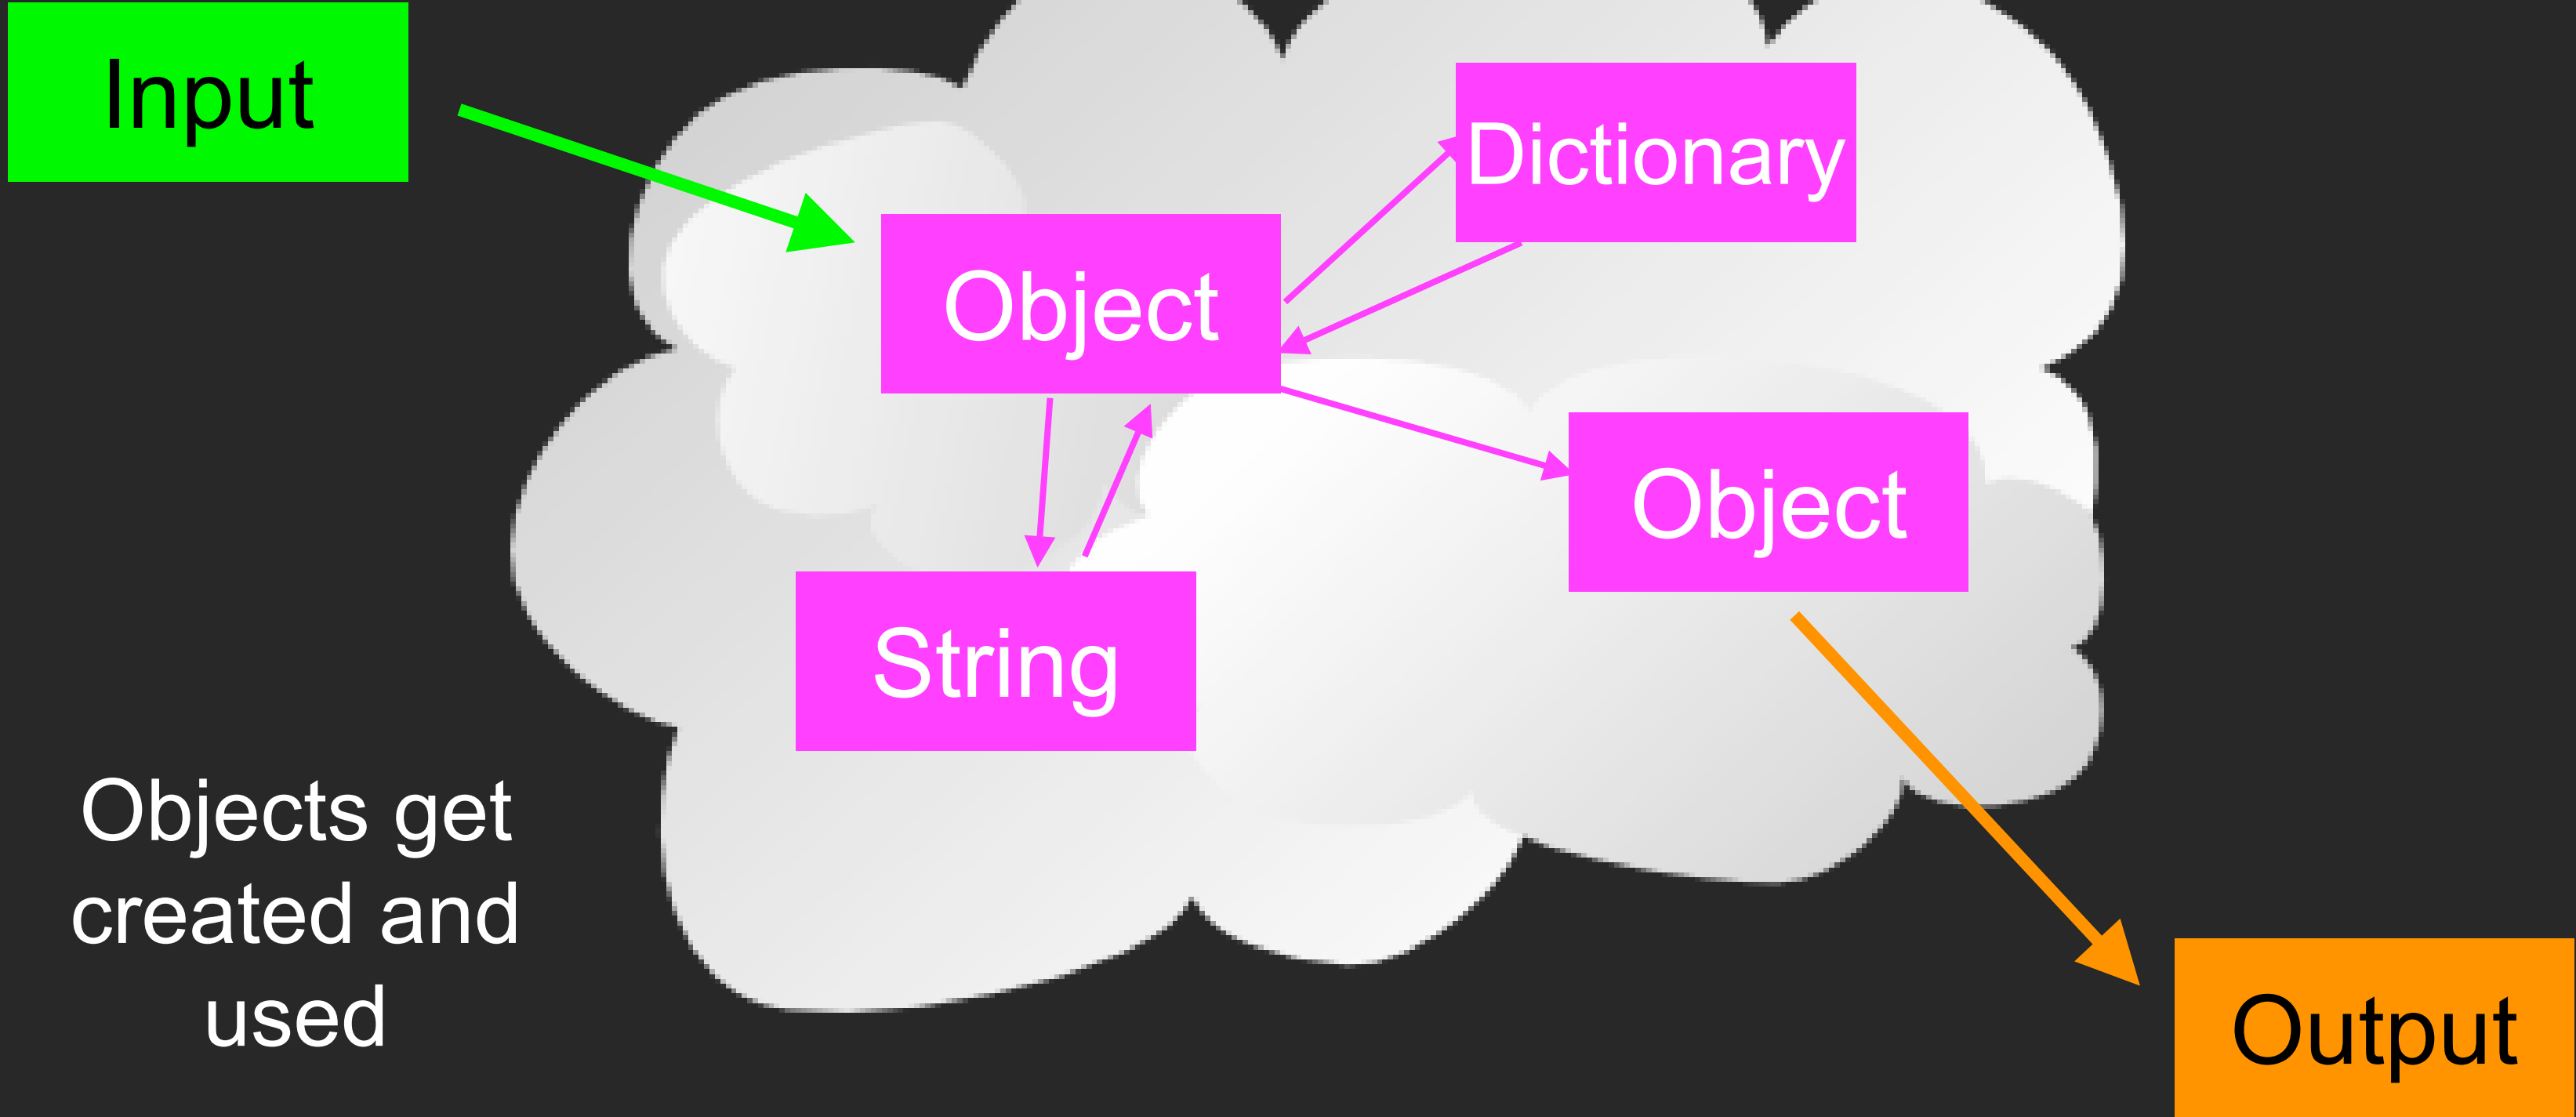 Input
Dictionary
Object
Object
String
Objects get
created and
used
Output